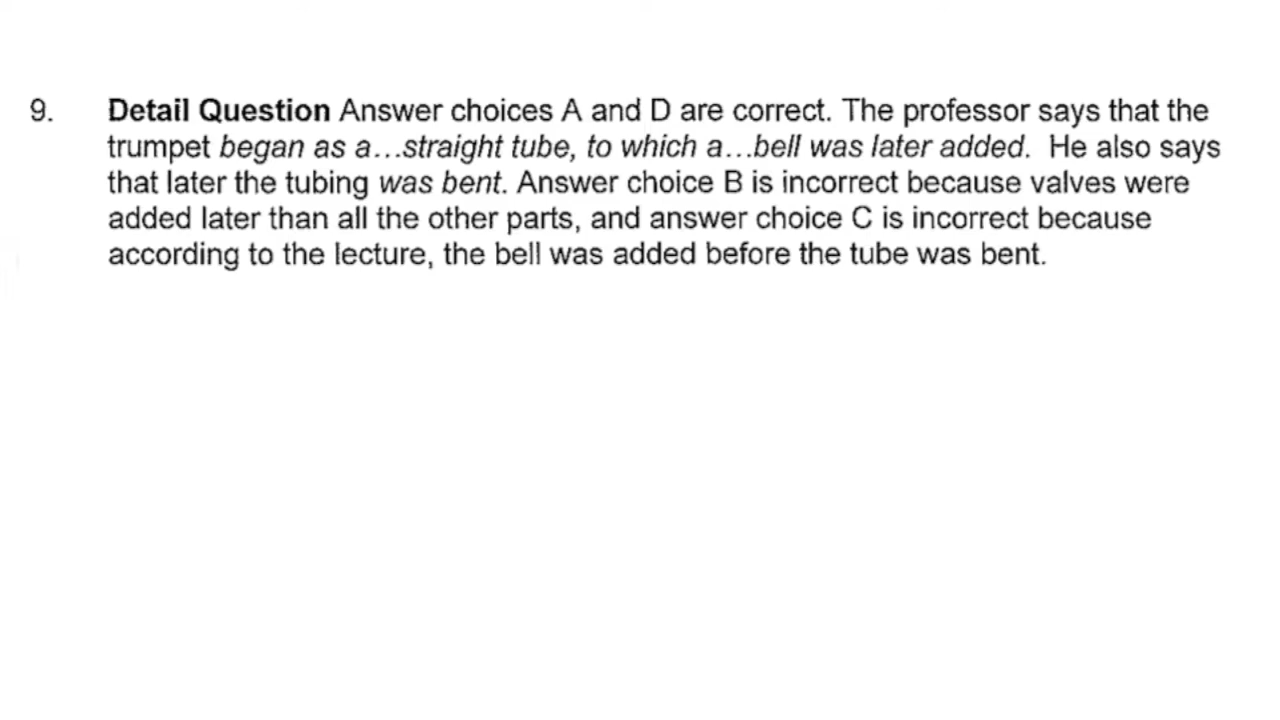 9. Detail Question Answer choices A and D are correct. The professor says that the
trumpet began as a…straight tube, to which a…bell was later added. He also says
that later the tubing was bent. Answer choice B is incorrect because valves were
added later than all the other parts, and answer choice C is incorrect because
according to the lecture, the bell was added before the tube was bent.